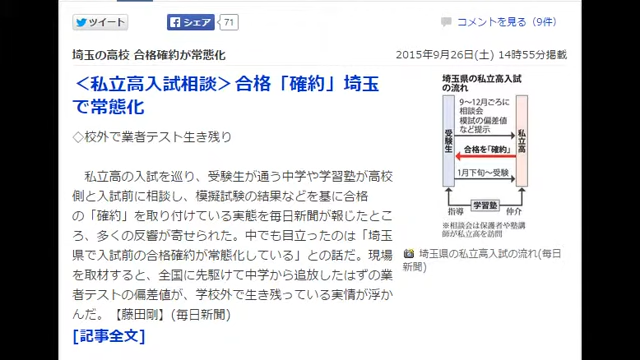 ツイート
シェア
71
コメントを見る（9件）
埼玉の高校 合格確約が常態化
2015年9月26日(土) 14時55分掲載
＜私立高入試相談＞合格「確約」埼玉
で常態化
◇校外で業者テスト生き残り
私立高の入試を巡り、受験生が通う中学や学習塾が高校
側と入試前に相談し、模擬試験の結果などを基に合格
の「確約」を取り付けている実態を毎日新聞が報じたとこ
ろ、多くの反響が寄せられた。中でも目立ったのは「埼玉
県で入試前の合格確約が常態化している」との話だ。現場
を取材すると、全国に先駆けて中学から追放したはずの業
者テストの偏差値が、学校外で生き残っている実情が浮か
んだ。【藤田剛】(毎日新聞)
[記事全文]
埼玉県の私立高入試
の流れ
9〜12月ごろに
相談会
模試の偏差値
など提示
受験生
私立高
合格を「確約」
1月下旬〜受験
学習塾
指導
仲介
※相談会は保護者や塾講
師が私立高を訪問
埼玉県の私立高入試の流れ(毎日
新聞)